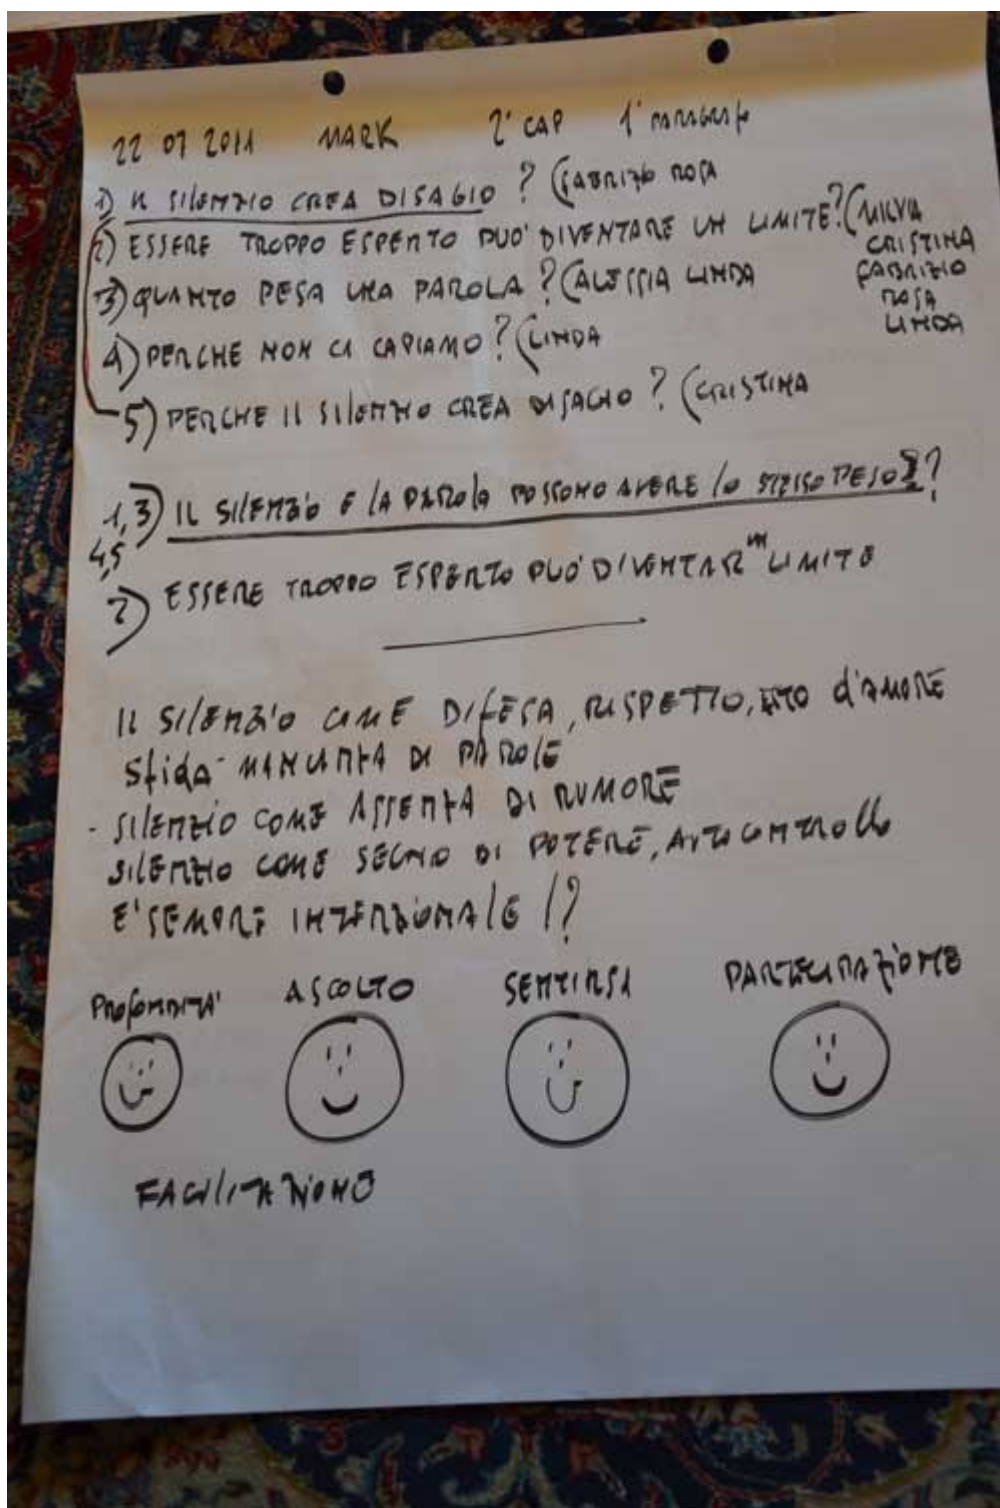 22 07 2011 MARK 2° CAP 1° PARAGRAFO
1) IL SILENZIO CREA DISAGIO ? (FABRIZIO ROSA
2) ESSERE TROPPO ESPERTO PUO' DIVENTARE UN LIMITE? (MILVIA
CRISTINA
FABRIZIO
ROSA
LINDA
3) QUANTO PESA UNA PAROLA ? (ALESSIA LINDA
4) PERCHE NON CI CAPIAMO ? (LINDA
5) PERCHE IL SILENZIO CREA DISAGIO ? (CRISTINA
1,3) IL SILENZIO E LA PAROLA POSSONO AVERE LO STESSO PESO ?
4,5
2) ESSERE TROPPO ESPERTO PUO' DIVENTAR un LIMITE
IL SILENZIO COME DIFESA, RISPETTO, ATTO d'AMORE
Sfida - MANCANZA DI PAROLE
- SILENZIO COME ASSENZA DI RUMORE
SILENZIO COME SEGNO DI POTERE, AUTOCONTROLLO
E' SEMPRE INTENZIONALE !?
PROFONDITA' ASCOLTO SENTIRSI PARTECIPAZIONE
FACILITAZIONE